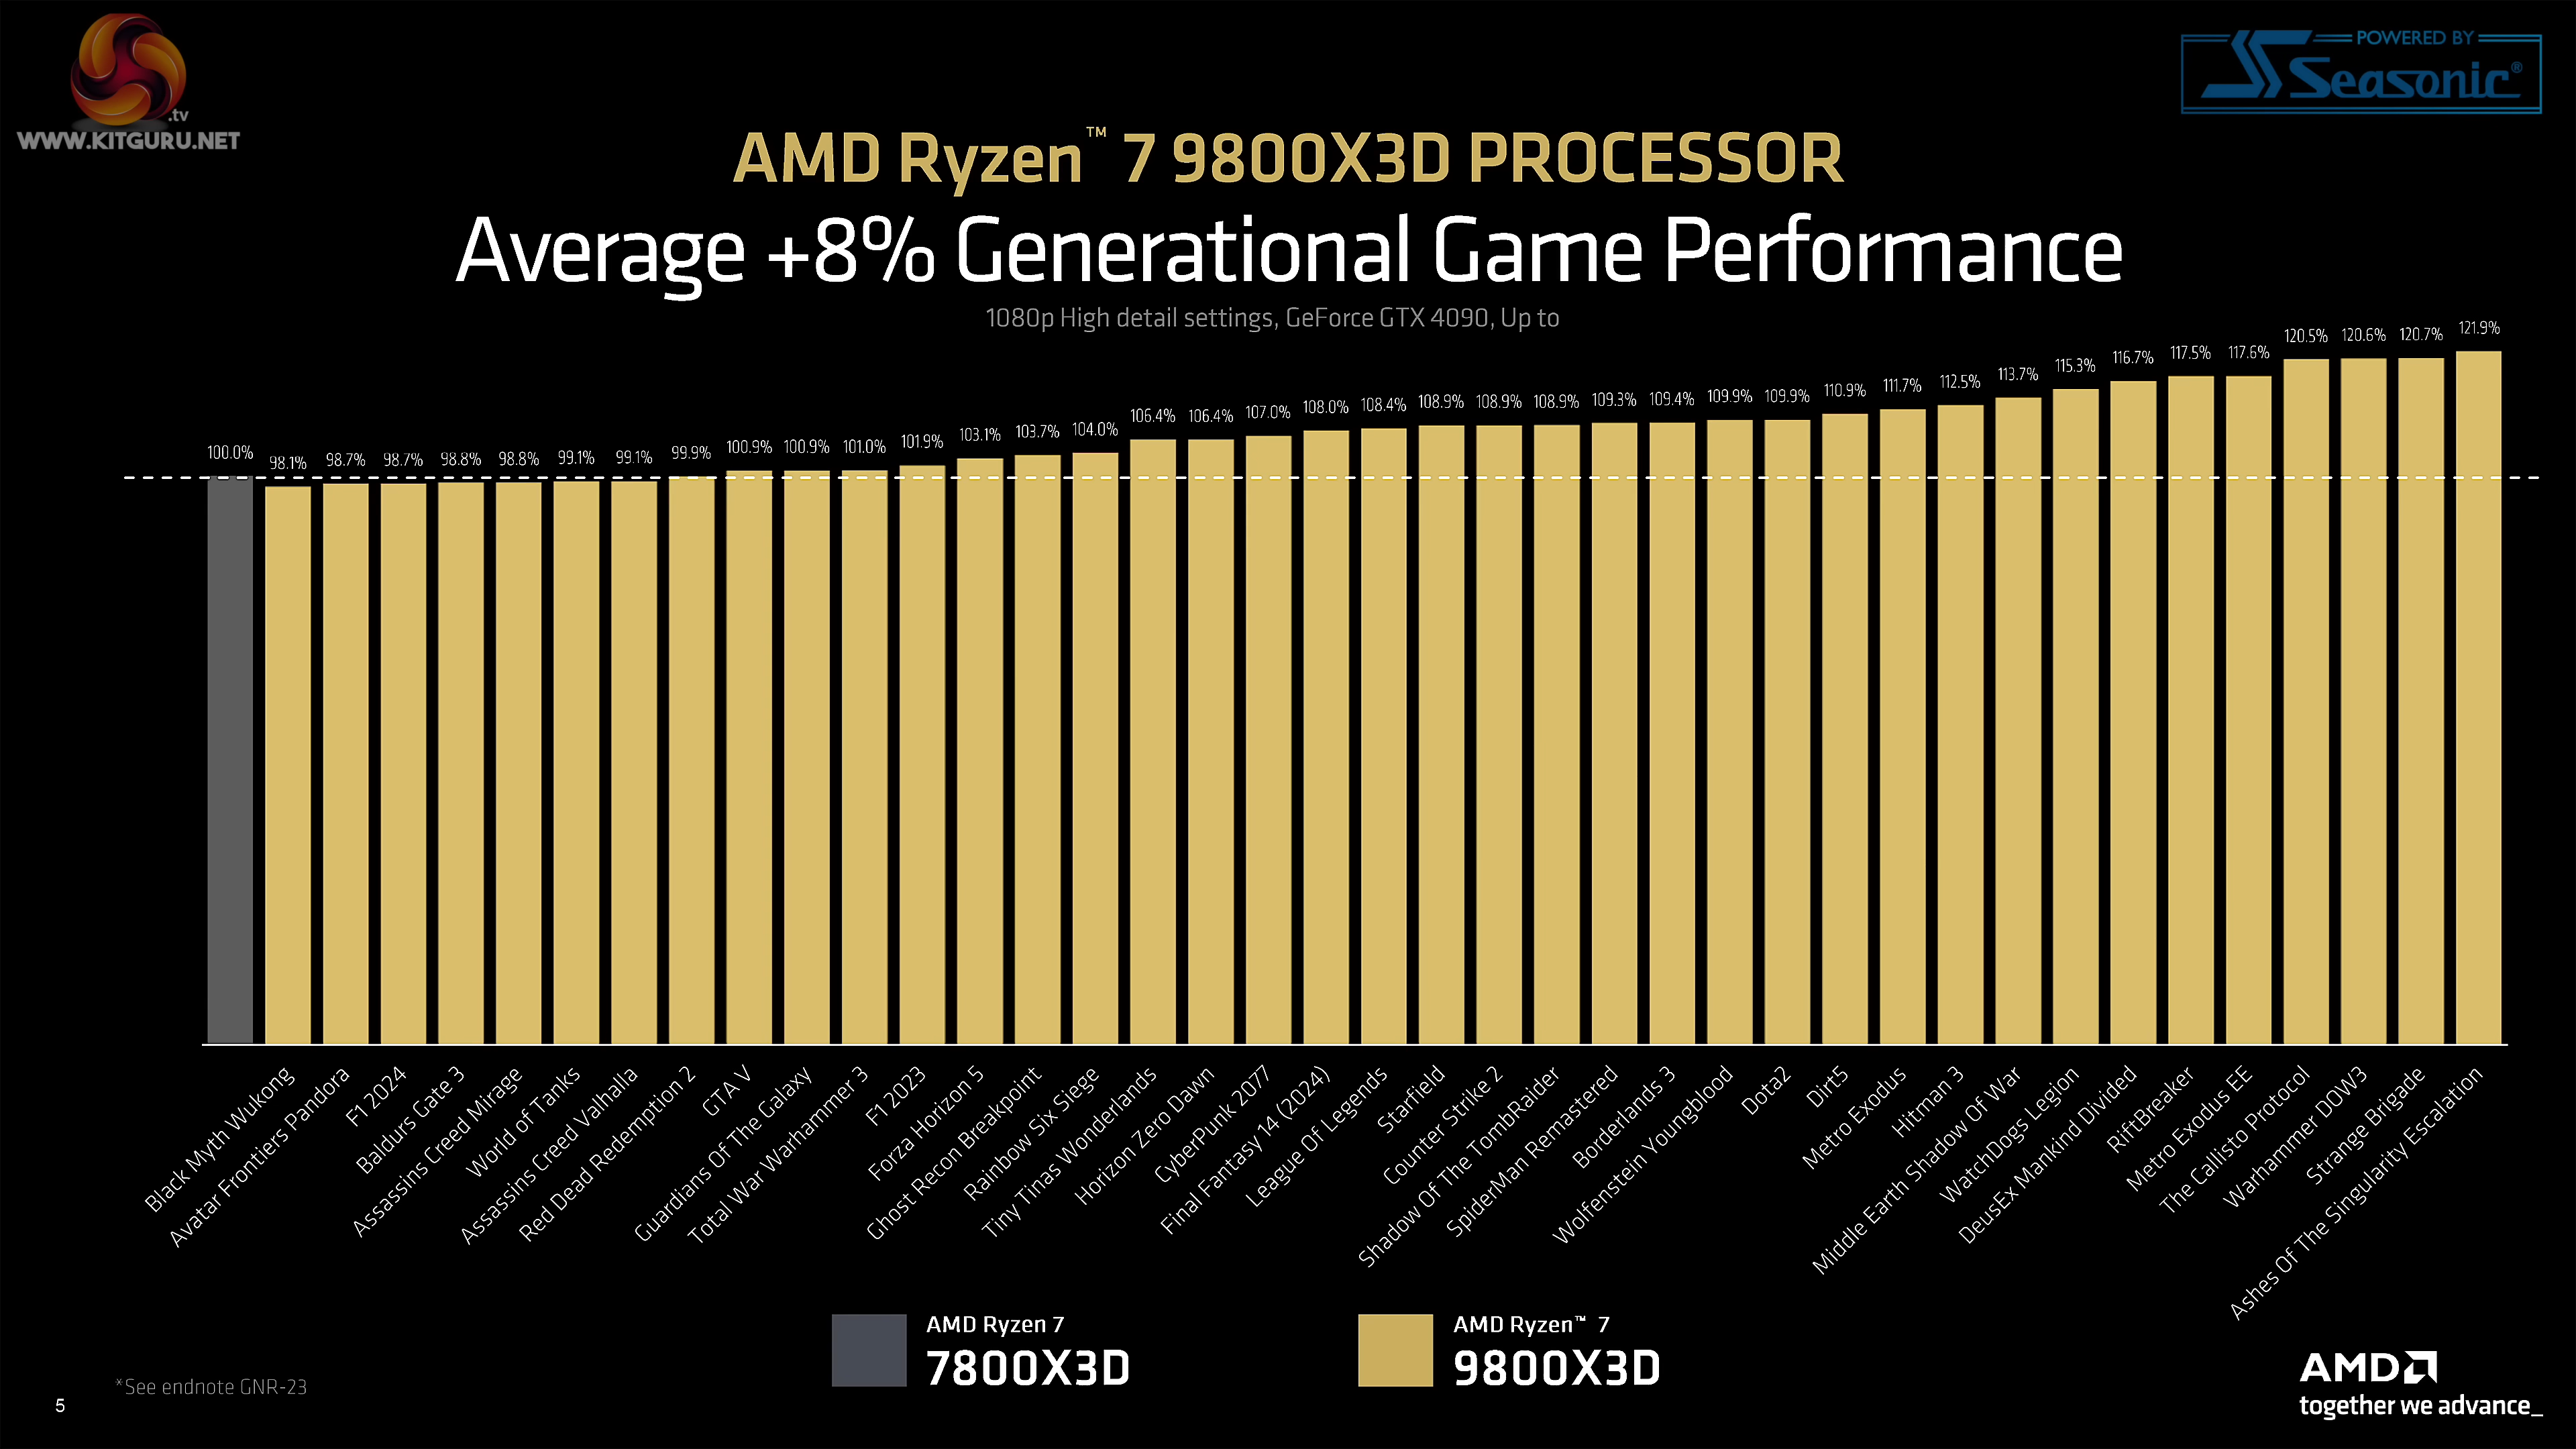 .tv
WWW.KITGURU.NET
POWERED BY
Seasonic®
AMD Ryzen™ 7 9800X3D PROCESSOR
Average +8% Generational Game Performance
1080p High detail settings, GeForce GTX 4090, Up to
100.0% 98.1% 98.7% 98.7% 98.8% 98.8% 99.1% 99.1% 99.9% 100.9% 100.9% 101.0% 101.9% 103.1% 103.7% 104.0% 106.4% 106.4% 107.0% 108.0% 108.4% 108.9% 108.9% 108.9% 109.3% 109.4% 109.9% 109.9% 110.9% 111.7% 112.5% 113.7% 115.3% 116.7% 117.5% 117.6% 120.5% 120.6% 120.7% 121.9%
Black Myth Wukong
Avatar Frontiers Pandora
F1 2024
Baldurs Gate 3
Assassins Creed Mirage
World of Tanks
Assassins Creed Valhalla
Red Dead Redemption 2
GTA V
Guardians Of The Galaxy
Total War Warhammer 3
F1 2023
Forza Horizon 5
Ghost Recon Breakpoint
Rainbow Six Siege
Tiny Tinas Wonderlands
Horizon Zero Dawn
CyberPunk 2077
Final Fantasy 14 (2024)
League Of Legends
Starfield
Counter Strike 2
Shadow Of The TombRaider
SpiderMan Remastered
Borderlands 3
Wolfenstein Youngblood
Dota2
Dirt5
Metro Exodus
Hitman 3
Middle Earth Shadow Of War
WatchDogs Legion
DeusEx Mankind Divided
RiftBreaker
Metro Exodus EE
The Callisto Protocol
Warhammer DOW3
Strange Brigade
Ashes Of The Singularity Escalation
AMD Ryzen 7
7800X3D
AMD Ryzen™ 7
9800X3D
*See endnote GNR-23
5
AMD
together we advance_